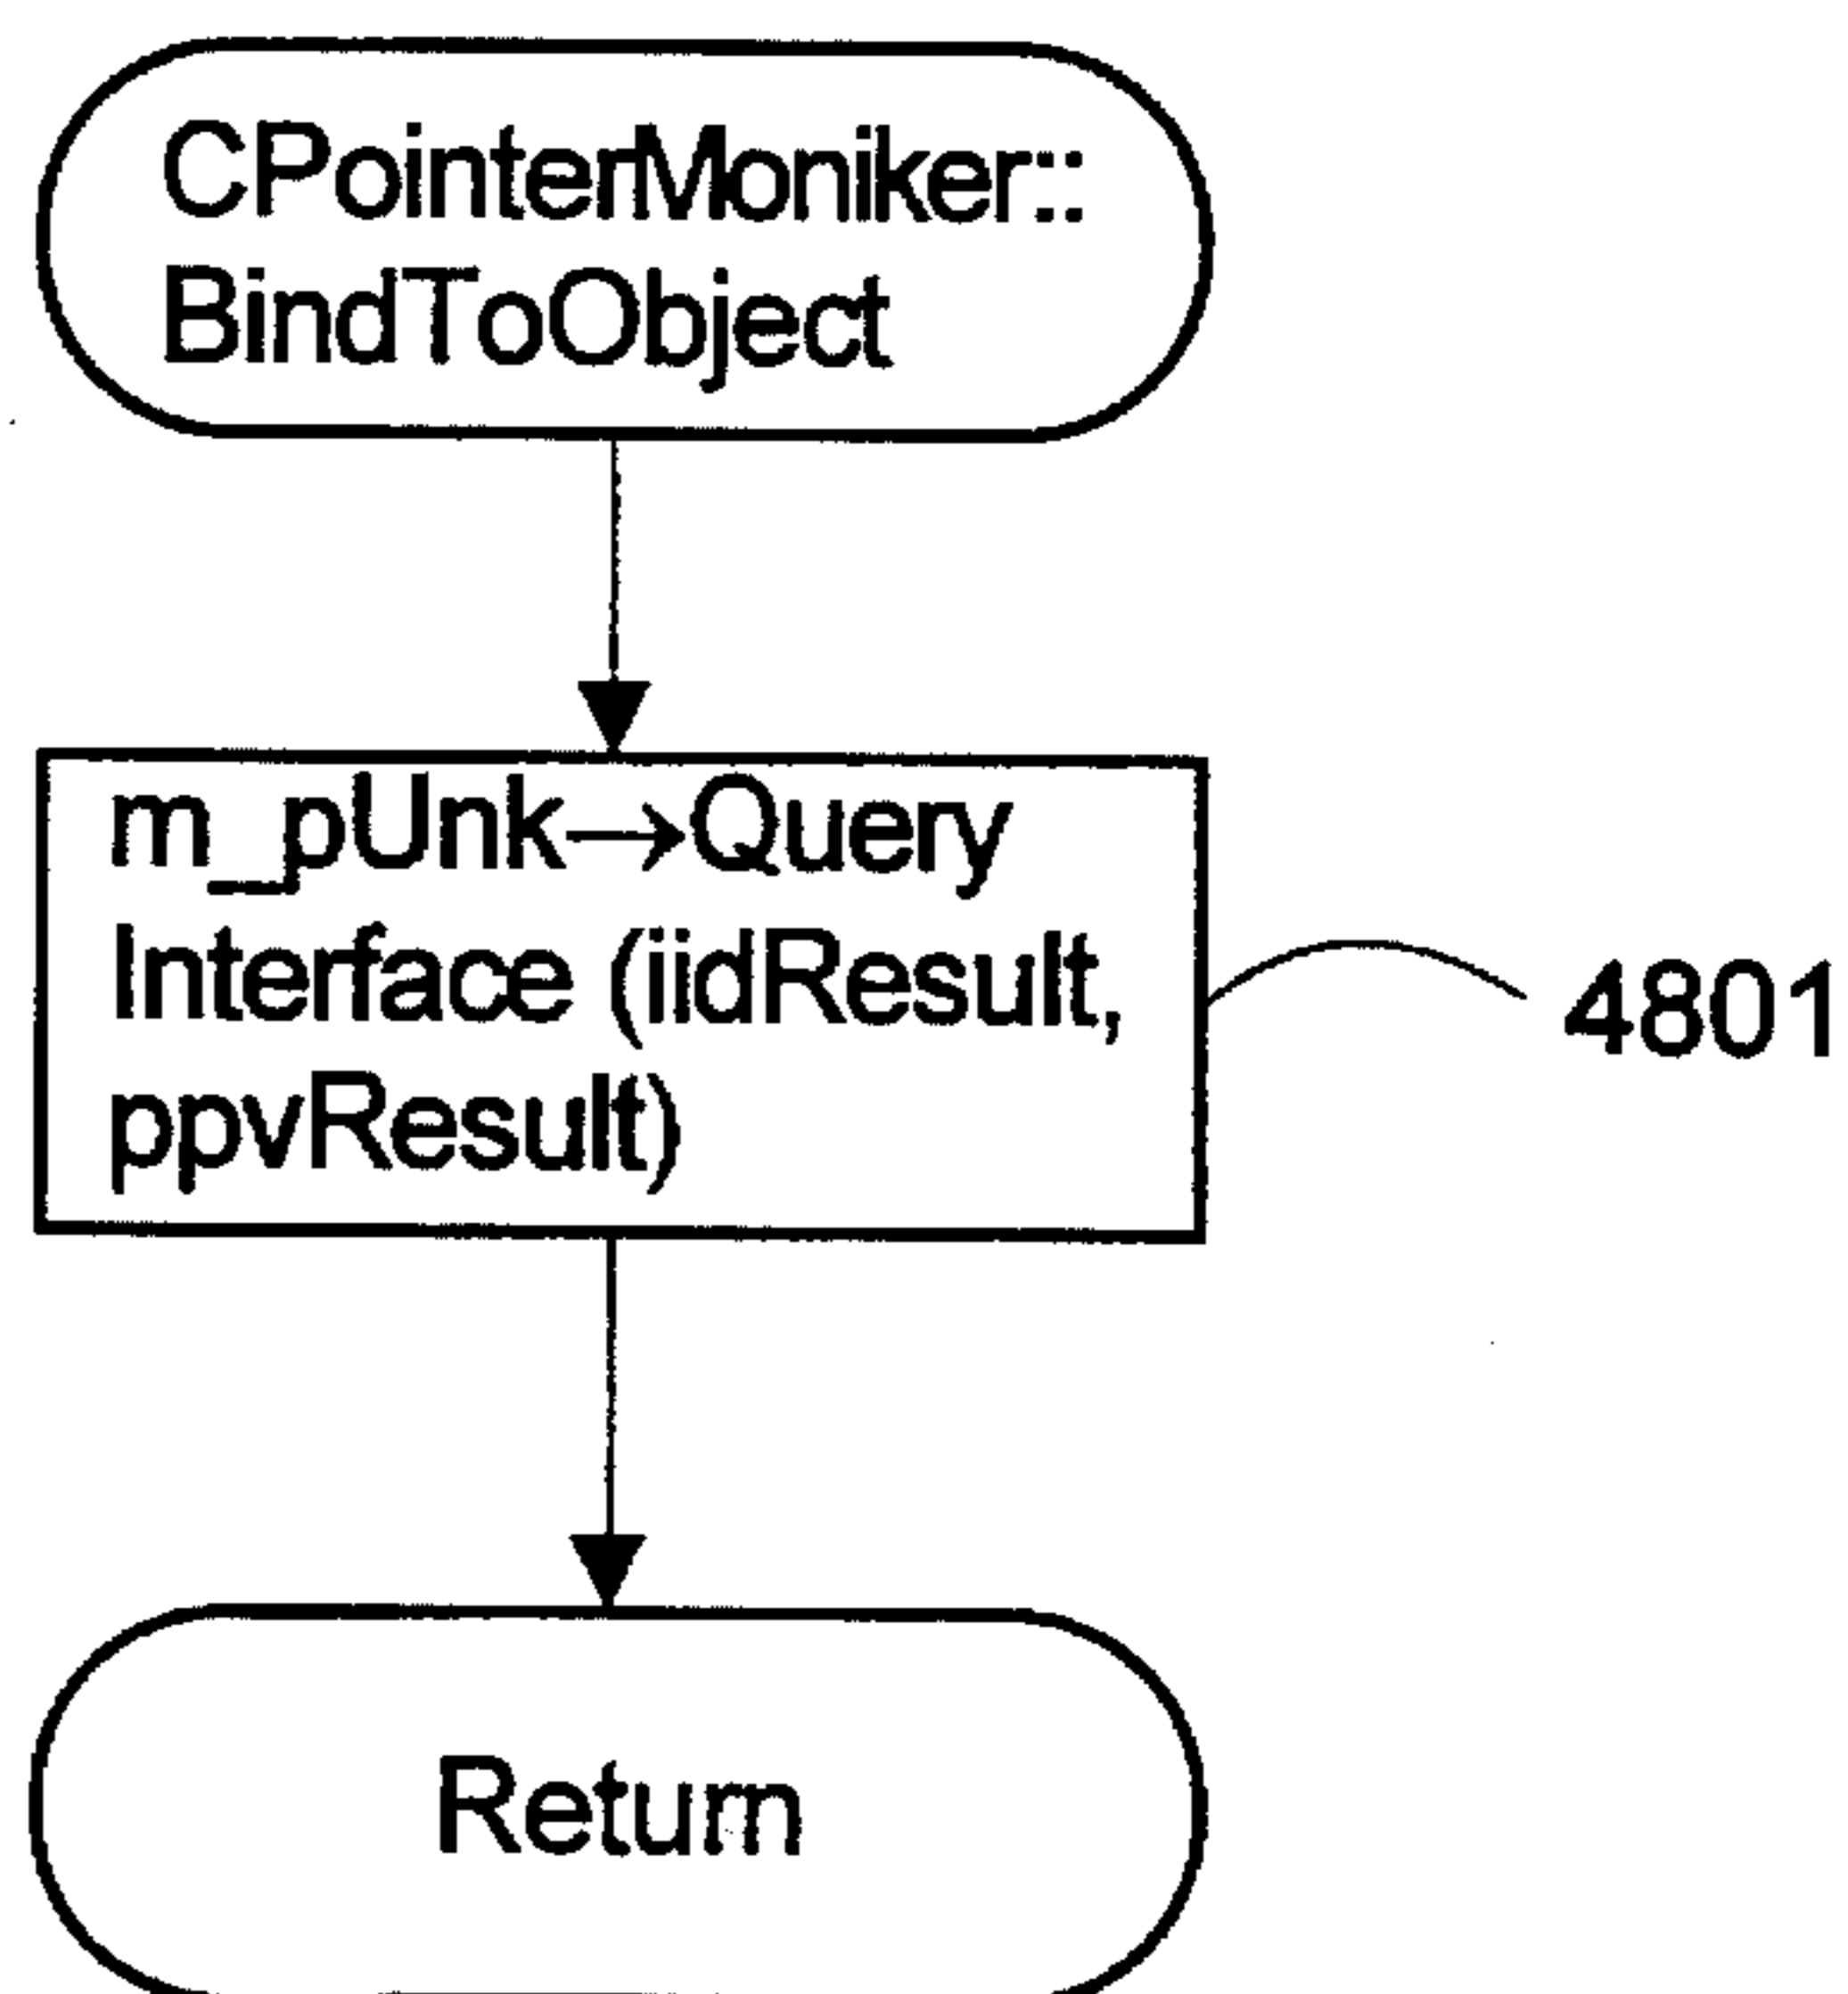 CPointerMoniker::
BindToObject
m_pUnk→Query
Interface (iidResult,
ppvResult)
4801
Return